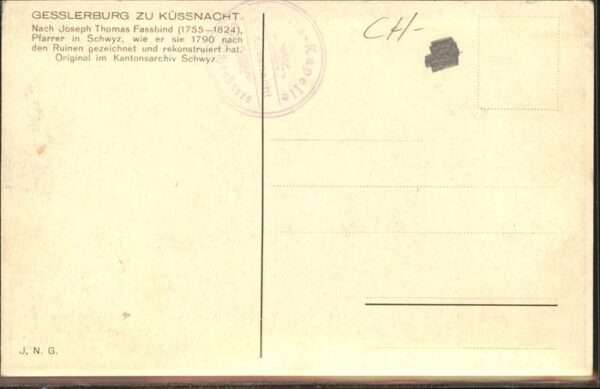 GESSLERBURG ZU KÜSSNACHT.
Nach Joseph Thomas Fassbind (1755—1824),
Pfarrer in Schwyz, wie er sie 1790 nach
den Ruinen gezeichnet und rekonstruiert hat.
Original im Kantonsarchiv Schwyz.
Kapelle
CH-
J. N. G.